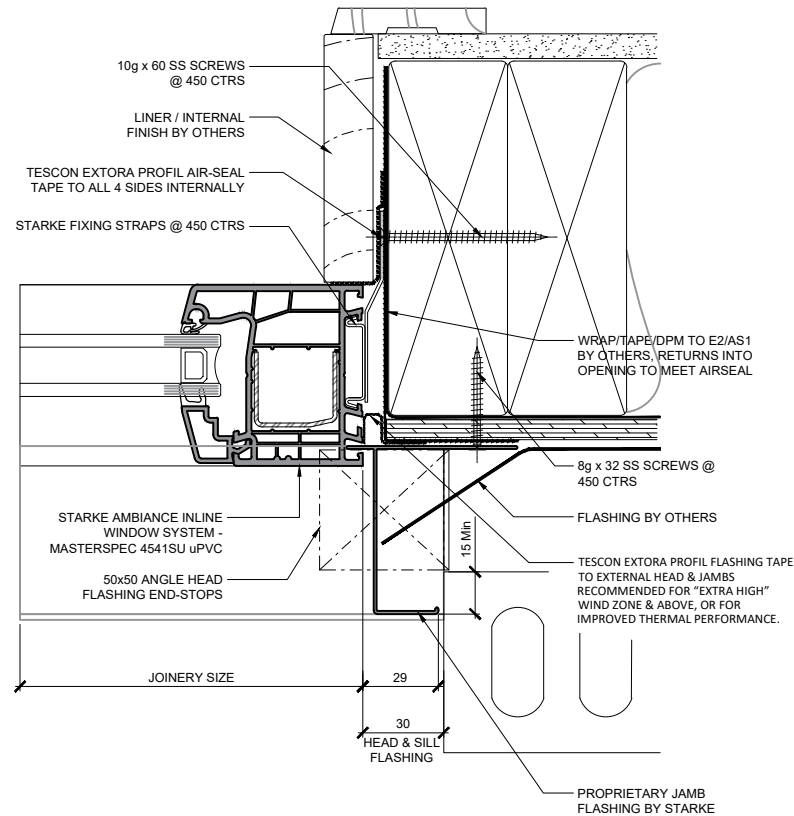 10g x 60 SS SCREWS
@ 450 CTRS
LINER / INTERNAL
FINISH BY OTHERS
TESCON EXTORA PROFIL AIR-SEAL
TAPE TO ALL 4 SIDES INTERNALLY
STARKE FIXING STRAPS @ 450 CTRS
WRAP/TAPE/DPM TO E2/AS1
BY OTHERS, RETURNS INTO
OPENING TO MEET AIRSEAL
8g x 32 SS SCREWS @
450 CTRS
STARKE AMBIANCE INLINE
WINDOW SYSTEM -
MASTERSPEC 4541SU uPVC
FLASHING BY OTHERS
15 Min
50x50 ANGLE HEAD
FLASHING END-STOPS
TESCON EXTORA PROFIL FLASHING TAPE
TO EXTERNAL HEAD & JAMBS
RECOMMENDED FOR “EXTRA HIGH”
WIND ZONE & ABOVE, OR FOR
IMPROVED THERMAL PERFORMANCE.
JOINERY SIZE
29
30
HEAD & SILL
FLASHING
PROPRIETARY JAMB
FLASHING BY STARKE